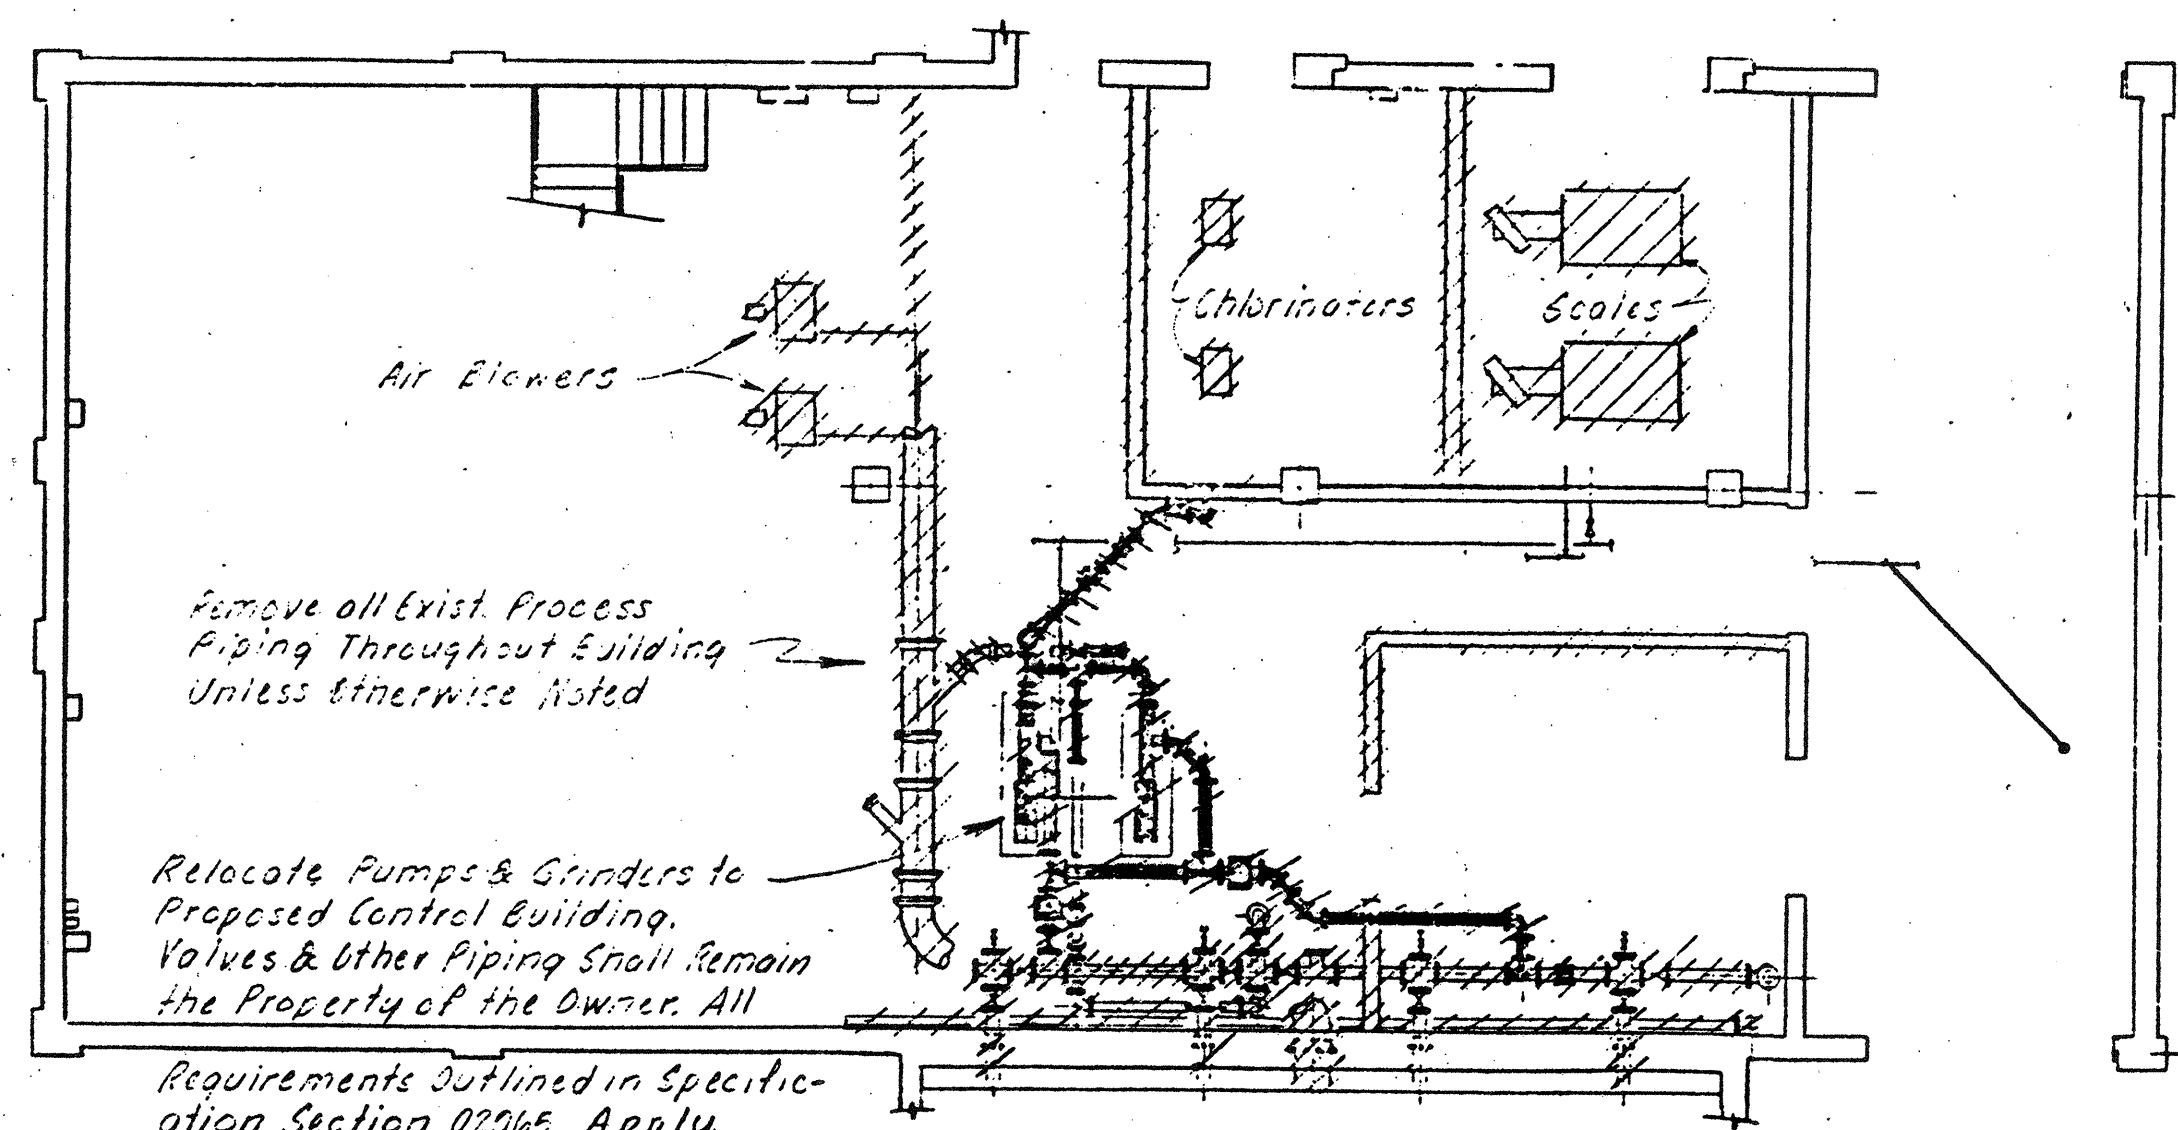 Chlorinators
Scales
Air Blowers
Remove all Exist. Process
Piping Throughout Building
Unless Otherwise Noted
Relocate Pumps & Grinders to
Proposed Control Building.
Valves & Other Piping Shall Remain
the Property of the Owner. All
Requirements Outlined in Specific-
ation Section 02065 Apply